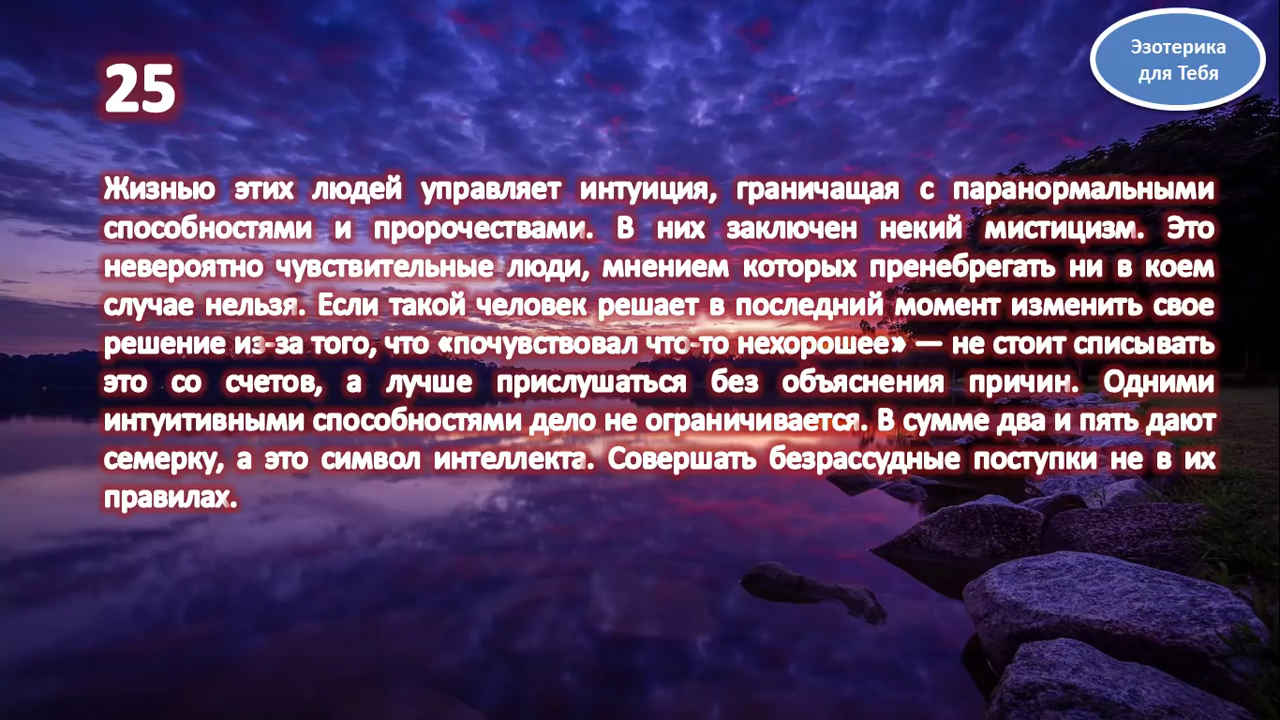 Эзотерика
для Тебя
25
Жизнью этих людей управляет интуиция, граничащая с паранормальными
способностями и пророчествами. В них заключен некий мистицизм. Это
невероятно чувствительные люди, мнением которых пренебрегать ни в коем
случае нельзя. Если такой человек решает в последний момент изменить свое
решение из-за того, что «почувствовал что-то нехорошее» — не стоит списывать
это со счетов, а лучше прислушаться без объяснения причин. Одними
интуитивными способностями дело не ограничивается. В сумме два и пять дают
семерку, а это символ интеллекта. Совершать безрассудные поступки не в их
правилах.